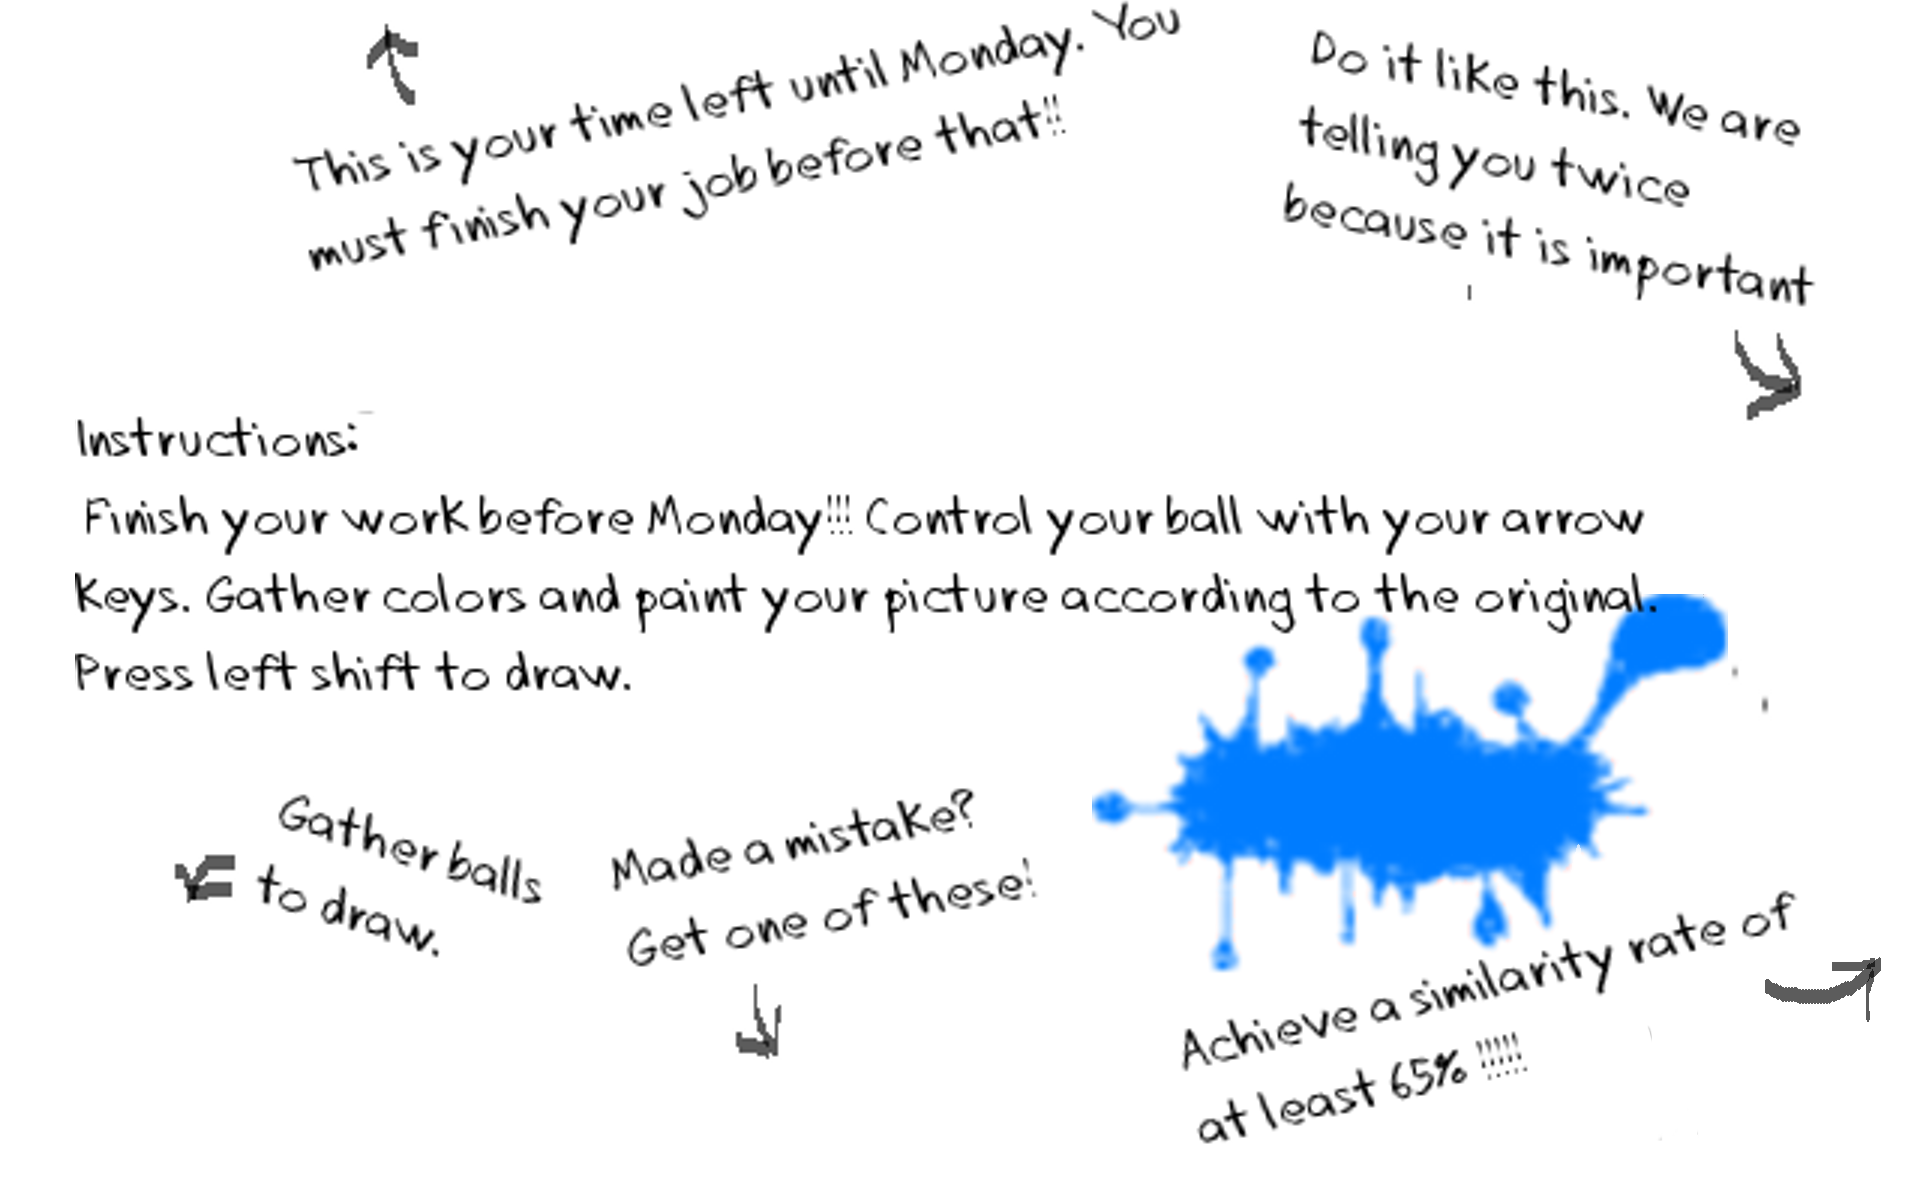 This is your time left until Monday. You
must finish your job before that!!
Do it like this. We are
telling you twice
because it is important
Instructions:
Finish your work before Monday!!! Control your ball with your arrow
keys. Gather colors and paint your picture according to the original.
Press left shift to draw.
Gather balls
to draw.
Made a mistake?
Get one of these!
Achieve a similarity rate of
at least 65% !!!!!